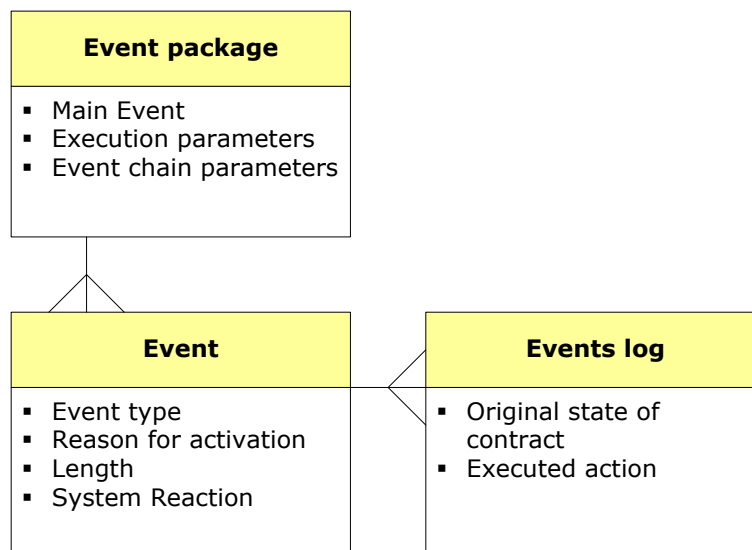 Event package
▪ Main Event
▪ Execution parameters
▪ Event chain parameters
Event
▪ Event type
▪ Reason for activation
▪ Length
▪ System Reaction
Events log
▪ Original state of
contract
▪ Executed action